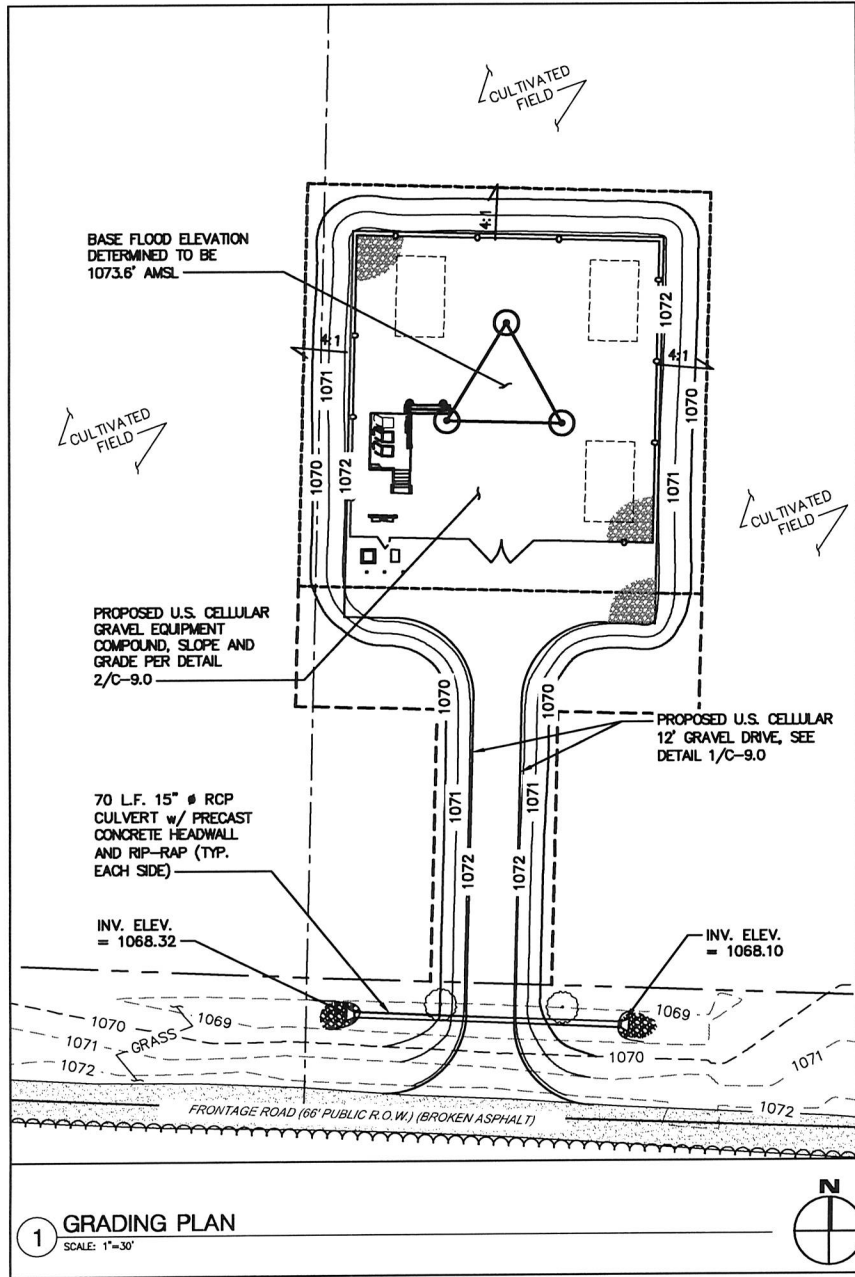 CULTIVATED
FIELD
4:1
BASE FLOOD ELEVATION
DETERMINED TO BE
1073.6' AMSL
1072
4:1
4:1
1071
1070
CULTIVATED
FIELD
1070
1072
1071
CULTIVATED
FIELD
PROPOSED U.S. CELLULAR
GRAVEL EQUIPMENT
COMPOUND, SLOPE AND
GRADE PER DETAIL
2/C-9.0
1070
1070
PROPOSED U.S. CELLULAR
12' GRAVEL DRIVE, SEE
DETAIL 1/C-9.0
1071
1071
70 L.F. 15" ø RCP
CULVERT w/ PRECAST
CONCRETE HEADWALL
AND RIP-RAP (TYP.
EACH SIDE)
1072
1072
INV. ELEV.
= 1068.32
INV. ELEV.
= 1068.10
1070
1069
1069
1071
GRASS
1070
1071
1072
1072
FRONTAGE ROAD (66' PUBLIC R.O.W.) (BROKEN ASPHALT)
N
1 GRADING PLAN
SCALE: 1"=30'